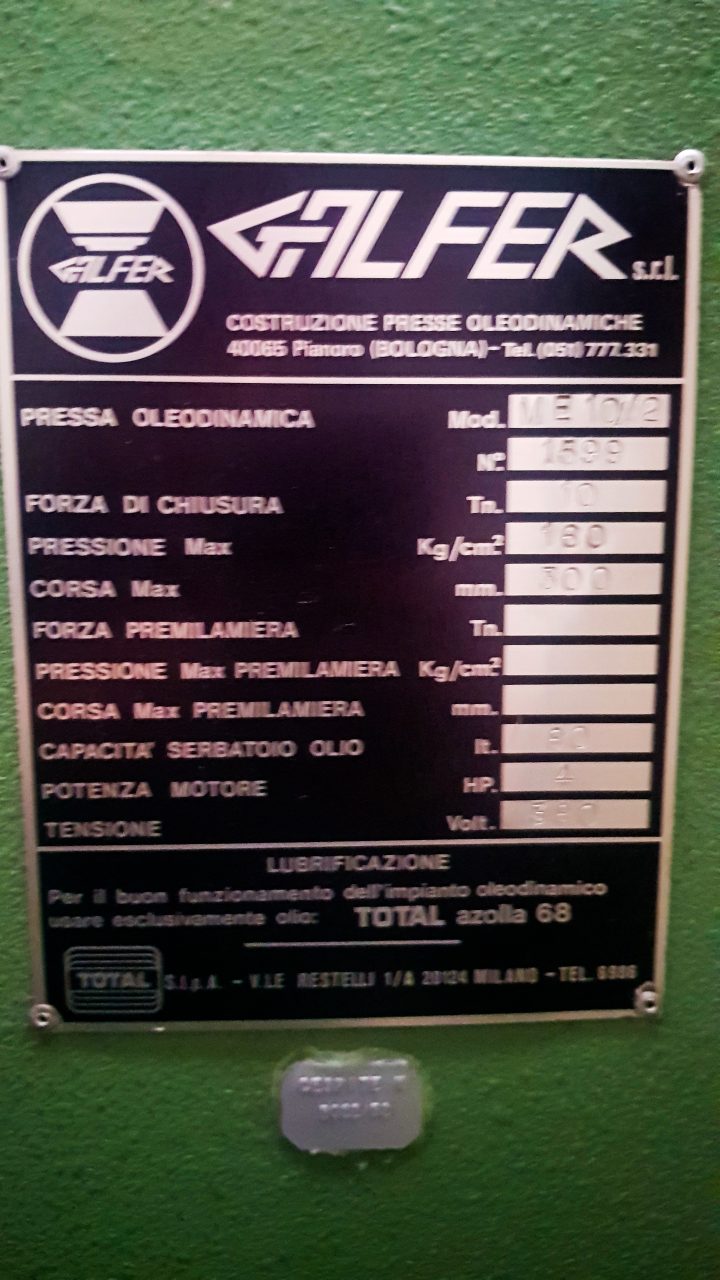 GALFER
GALFER s.r.l.
COSTRUZIONE PRESSE OLEODINAMICHE
40065 Pianoro (BOLOGNA) - Tel. (051) 777.331
PRESSA OLEODINAMICA Mod. ME 10/2
N° 1599
FORZA DI CHIUSURA Tn. 10
PRESSIONE Max Kg/cm² 160
CORSA Max mm. 300
FORZA PREMILAMIERA Tn.
PRESSIONE Max PREMILAMIERA Kg/cm²
CORSA Max PREMILAMIERA mm.
CAPACITA' SERBATOIO OLIO lt. 80
POTENZA MOTORE HP. 4
TENSIONE Volt. 380
LUBRIFICAZIONE
Per il buon funzionamento dell'impianto oleodinamico
usare esclusivamente olio: TOTAL azolla 68
TOTAL S.I.p.A. - V.LE RESTELLI 1/A 20124 MILANO - TEL. 6986